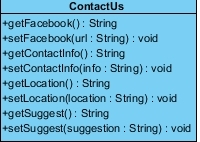 ContactUs
+getFacebook() : String
+setFacebook(url : String) : void
+getContactInfo() : String
+setContactInfo(info : String) : void
+getLocation() : String
+setLocation(location : String) : void
+getSuggest() : String
+setSuggest(suggestion : String) : void